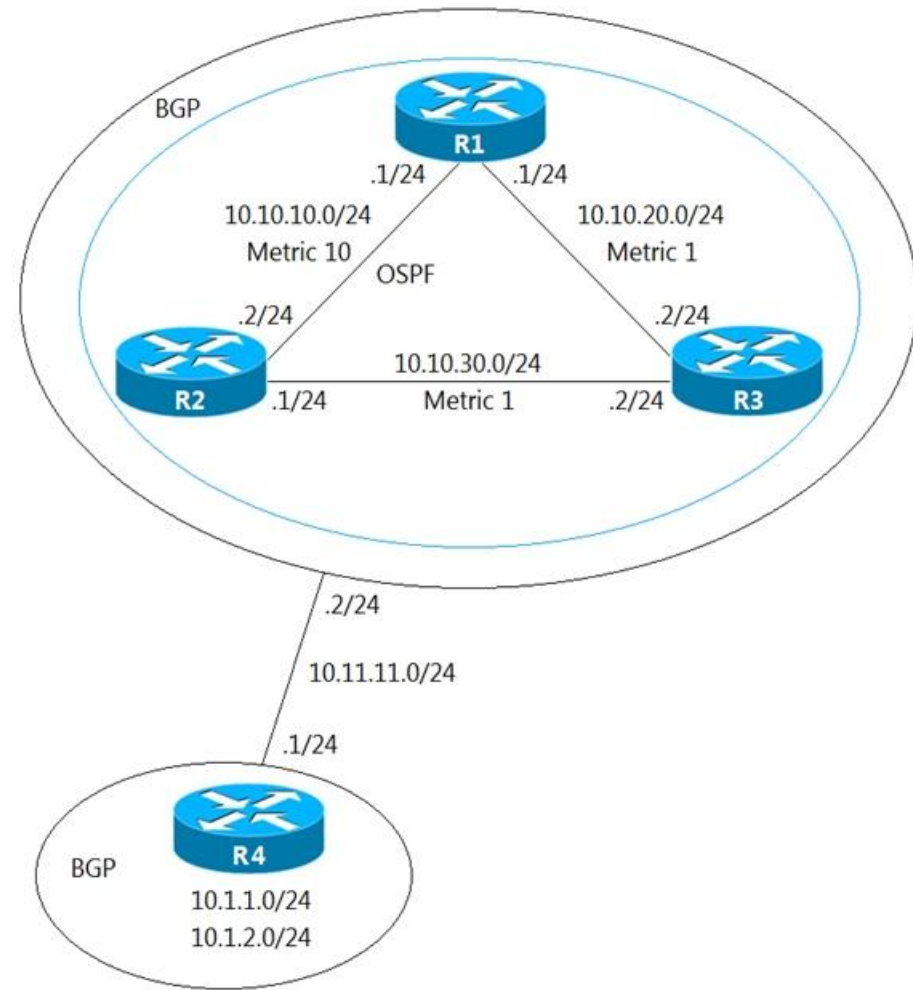 BGP
R1
.1/24
.1/24
10.10.10.0/24
Metric 10
10.10.20.0/24
Metric 1
OSPF
.2/24
.2/24
R2
10.10.30.0/24
R3
.1/24
Metric 1
.2/24
.2/24
10.11.11.0/24
.1/24
R4
BGP
10.1.1.0/24
10.1.2.0/24